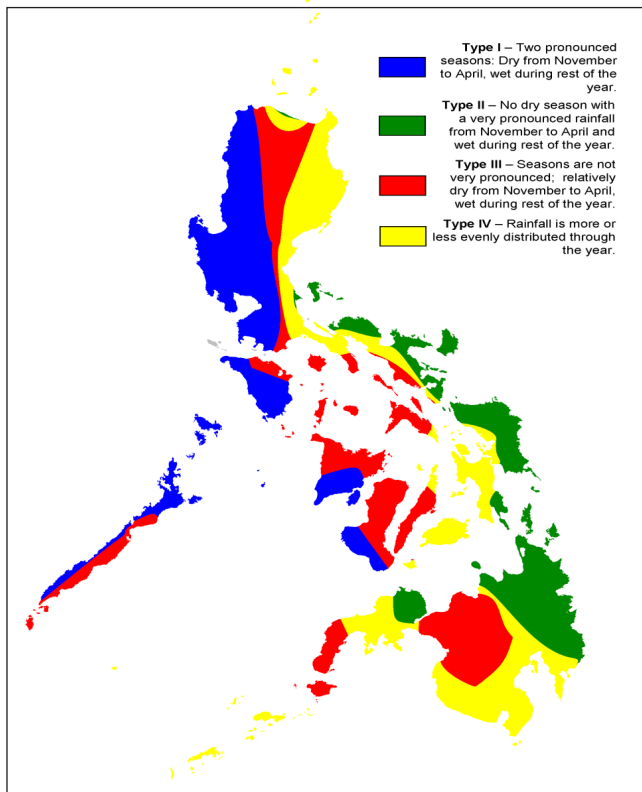 Type I – Two pronounced
seasons: Dry from November
to April, wet during rest of the
year.
Type II – No dry season with
a very pronounced rainfall
from November to April and
wet during rest of the year.
Type III – Seasons are not
very pronounced; relatively
dry from November to April,
wet during rest of the year.
Type IV – Rainfall is more or
less evenly distributed through
the year.